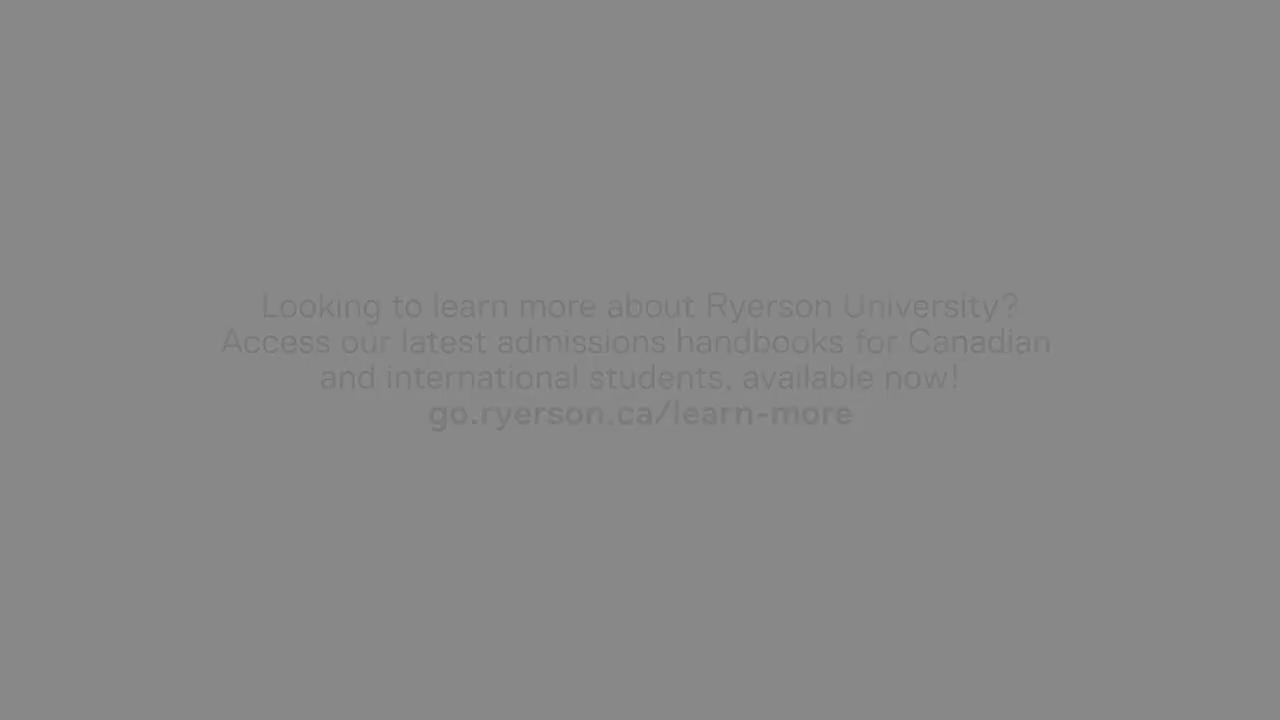 Looking to learn more about Ryerson University?
Access our latest admissions handbooks for Canadian
and international students, available now!
go.ryerson.ca/learn-more